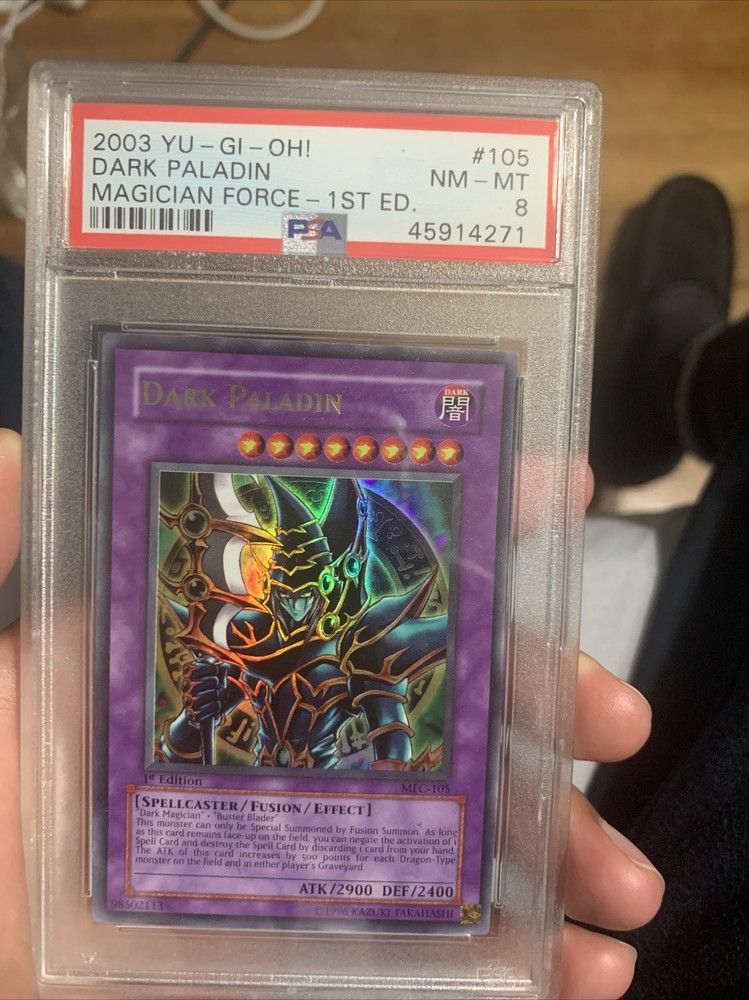 2003 YU-GI-OH! #105
DARK PALADIN NM-MT
MAGICIAN FORCE-1ST ED. 8
PSA 45914271
DARK PALADIN
DARK
闇
1st Edition MFC-105
[SPELLCASTER / FUSION / EFFECT]
"Dark Magician" + "Buster Blader"
This monster can only be Special Summoned by Fusion Summon. As long
as this card remains face-up on the field, you can negate the activation of 1
Spell Card and destroy the Spell Card by discarding 1 card from your hand.
The ATK of this card increases by 500 points for each Dragon-Type
monster on the field and in either player's Graveyard.
ATK/2900 DEF/2400
98502113 ©1996 KAZUKI TAKAHASHI